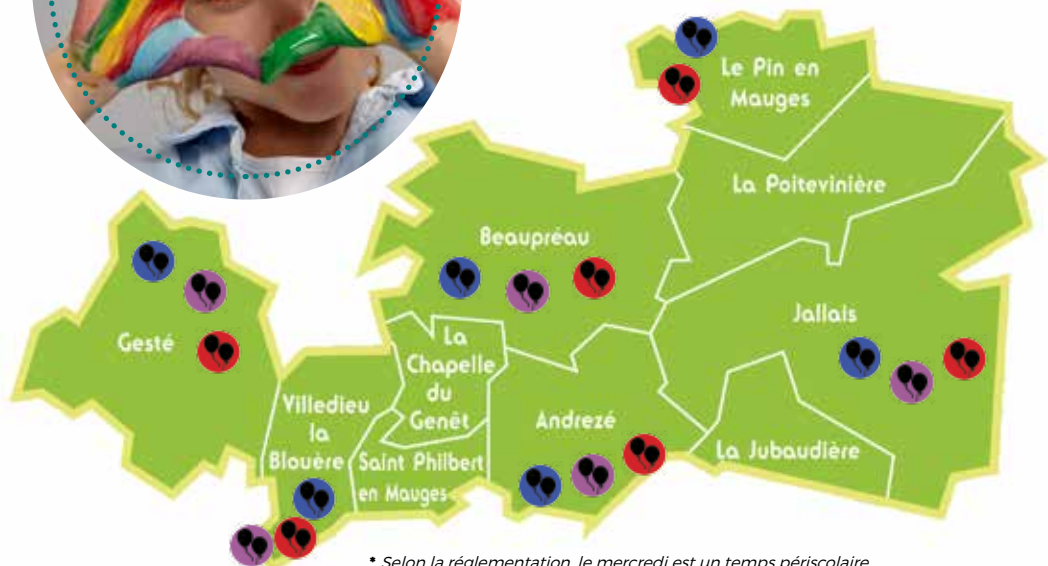 Le Pin en
Mauges
La Poitevinière
Beaupréau
Jallais
Gesté
La
Chapelle
du
Genêt
Villedieu
la
Blouère
Andrezé
La Jubaudière
Saint Philbert
en Mauges
* Selon la réglementation, le mercredi est un temps périscolaire